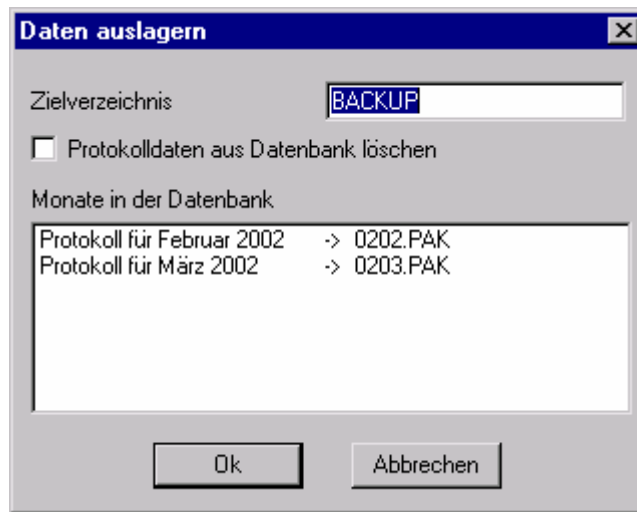 Daten auslagern
Zielverzeichnis BACKUP
Protokolldaten aus Datenbank löschen
Monate in der Datenbank
Protokoll für Februar 2002 -> 0202.PAK
Protokoll für März 2002 -> 0203.PAK
Ok Abbrechen